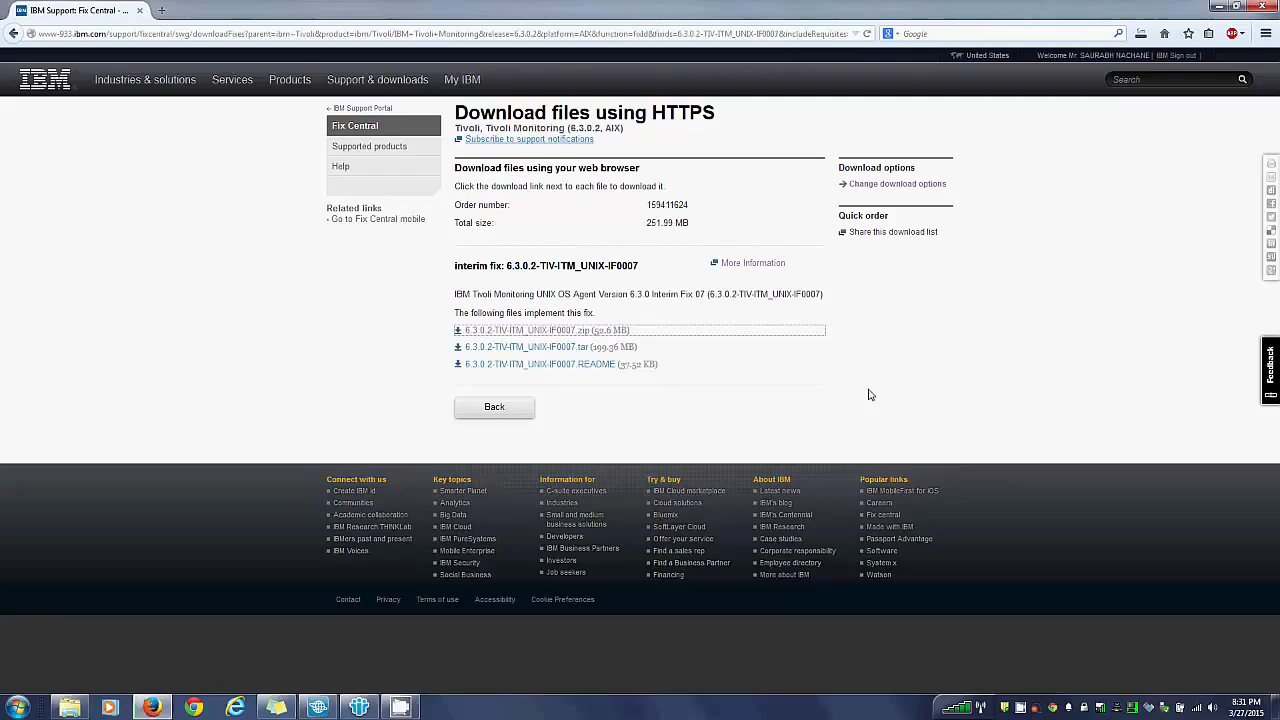 IBM Support: Fix Central - ...
www-933.ibm.com/support/fixcentral/swg/downloadFixes?parent=ibm~Tivoli&product=ibm/Tivoli/IBM+Tivoli+Monitoring&release=6.3.0.2&platform=AIX&function=fixId&fixids=6.3.0.2-TIV-ITM_UNIX-IF0007&includeRequisites
Google
United States
Welcome Mr. SAURABH NACHANE [ IBM Sign out ]
IBM
Industries & solutions
Services
Products
Support & downloads
My IBM
Search
IBM Support Portal
Fix Central
Supported products
Help
Related links
Go to Fix Central mobile
Download files using HTTPS
Tivoli, Tivoli Monitoring (6.3.0.2, AIX)
Subscribe to support notifications
Download files using your web browser
Click the download link next to each file to download it.
Order number: 159411624
Total size: 251.99 MB
interim fix: 6.3.0.2-TIV-ITM_UNIX-IF0007
More Information
IBM Tivoli Monitoring UNIX OS Agent Version 6.3.0 Interim Fix 07 (6.3.0.2-TIV-ITM_UNIX-IF0007)
The following files implement this fix.
6.3.0.2-TIV-ITM_UNIX-IF0007.zip (52.6 MB)
6.3.0.2-TIV-ITM_UNIX-IF0007.tar (199.36 MB)
6.3.0.2-TIV-ITM_UNIX-IF0007.README (37.52 KB)
Back
Download options
Change download options
Quick order
Share this download list
Feedback
Connect with us
Create IBM id
Communities
Academic collaboration
IBM Research THINKLab
IBMers past and present
IBM Voices
Key topics
Smarter Planet
Analytics
Big Data
IBM Cloud
IBM PureSystems
Mobile Enterprise
IBM Security
Social Business
Information for
C-suite executives
Industries
Small and medium
business solutions
Developers
IBM Business Partners
Investors
Job seekers
Try & buy
IBM Cloud marketplace
Cloud solutions
Bluemix
SoftLayer Cloud
Offer your service
Find a sales rep
Find a Business Partner
Financing
About IBM
Latest news
IBM's blog
IBM's Centennial
IBM Research
Case studies
Corporate responsibility
Employee directory
More about IBM
Popular links
IBM MobileFirst for iOS
Careers
Fix central
Made with IBM
Passport Advantage
Software
System x
Watson
Contact
Privacy
Terms of use
Accessibility
Cookie Preferences
8:31 PM
3/27/2015